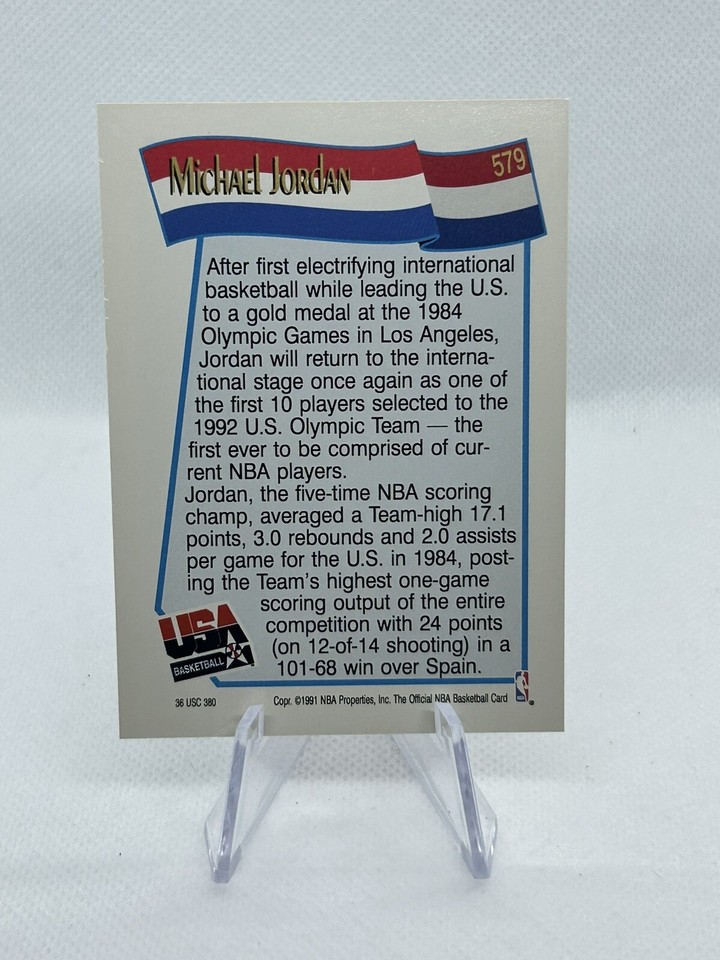 Michael Jordan 579
After first electrifying international
basketball while leading the U.S.
to a gold medal at the 1984
Olympic Games in Los Angeles,
Jordan will return to the interna-
tional stage once again as one of
the first 10 players selected to the
1992 U.S. Olympic Team — the
first ever to be comprised of cur-
rent NBA players.
Jordan, the five-time NBA scoring
champ, averaged a Team-high 17.1
points, 3.0 rebounds and 2.0 assists
per game for the U.S. in 1984, post-
ing the Team's highest one-game
scoring output of the entire
competition with 24 points
(on 12-of-14 shooting) in a
101-68 win over Spain.
USA
BASKETBALL
36 USC 380 Copr. ©1991 NBA Properties, Inc. The Official NBA Basketball Card NBA ®